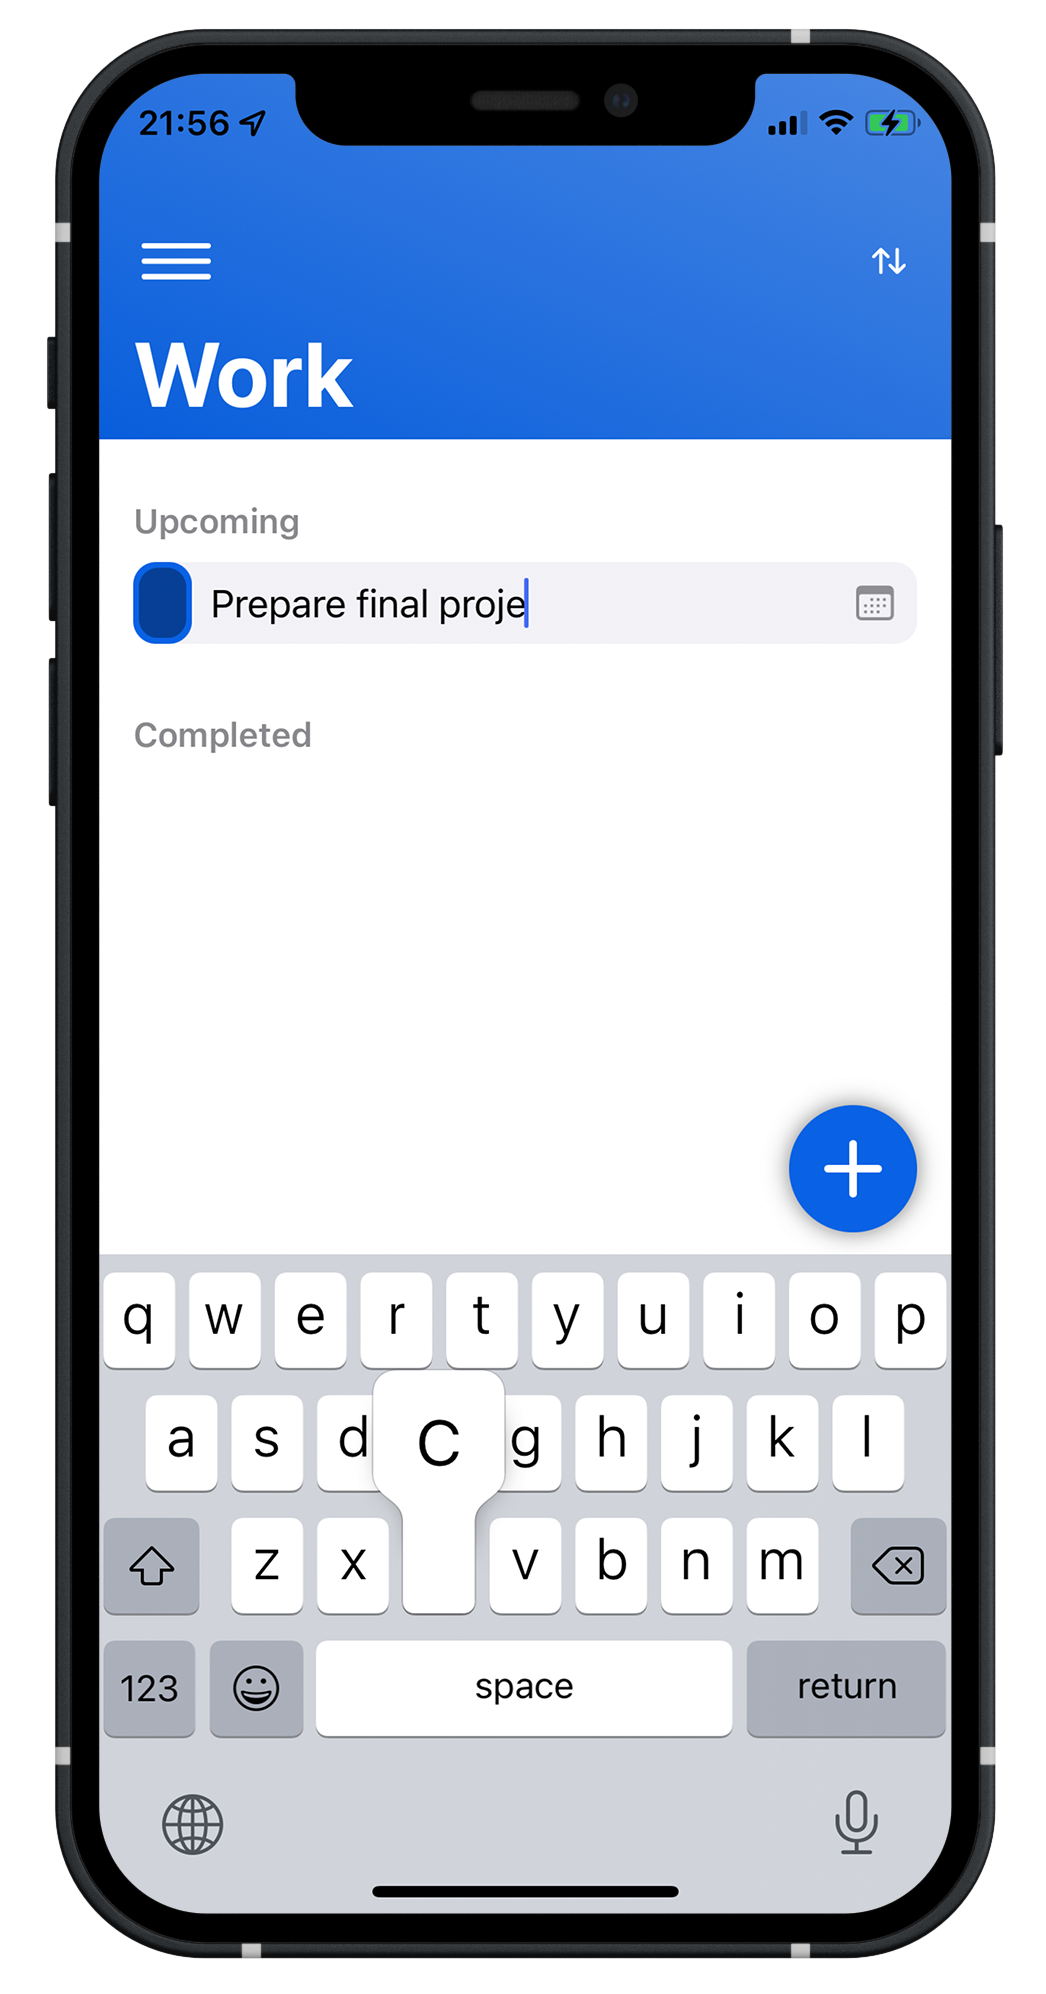 21:56
Work
Upcoming
Prepare final proje
Completed
q w e r t y u i o p
a s d c g h j k l
z x v b n m
123 space return